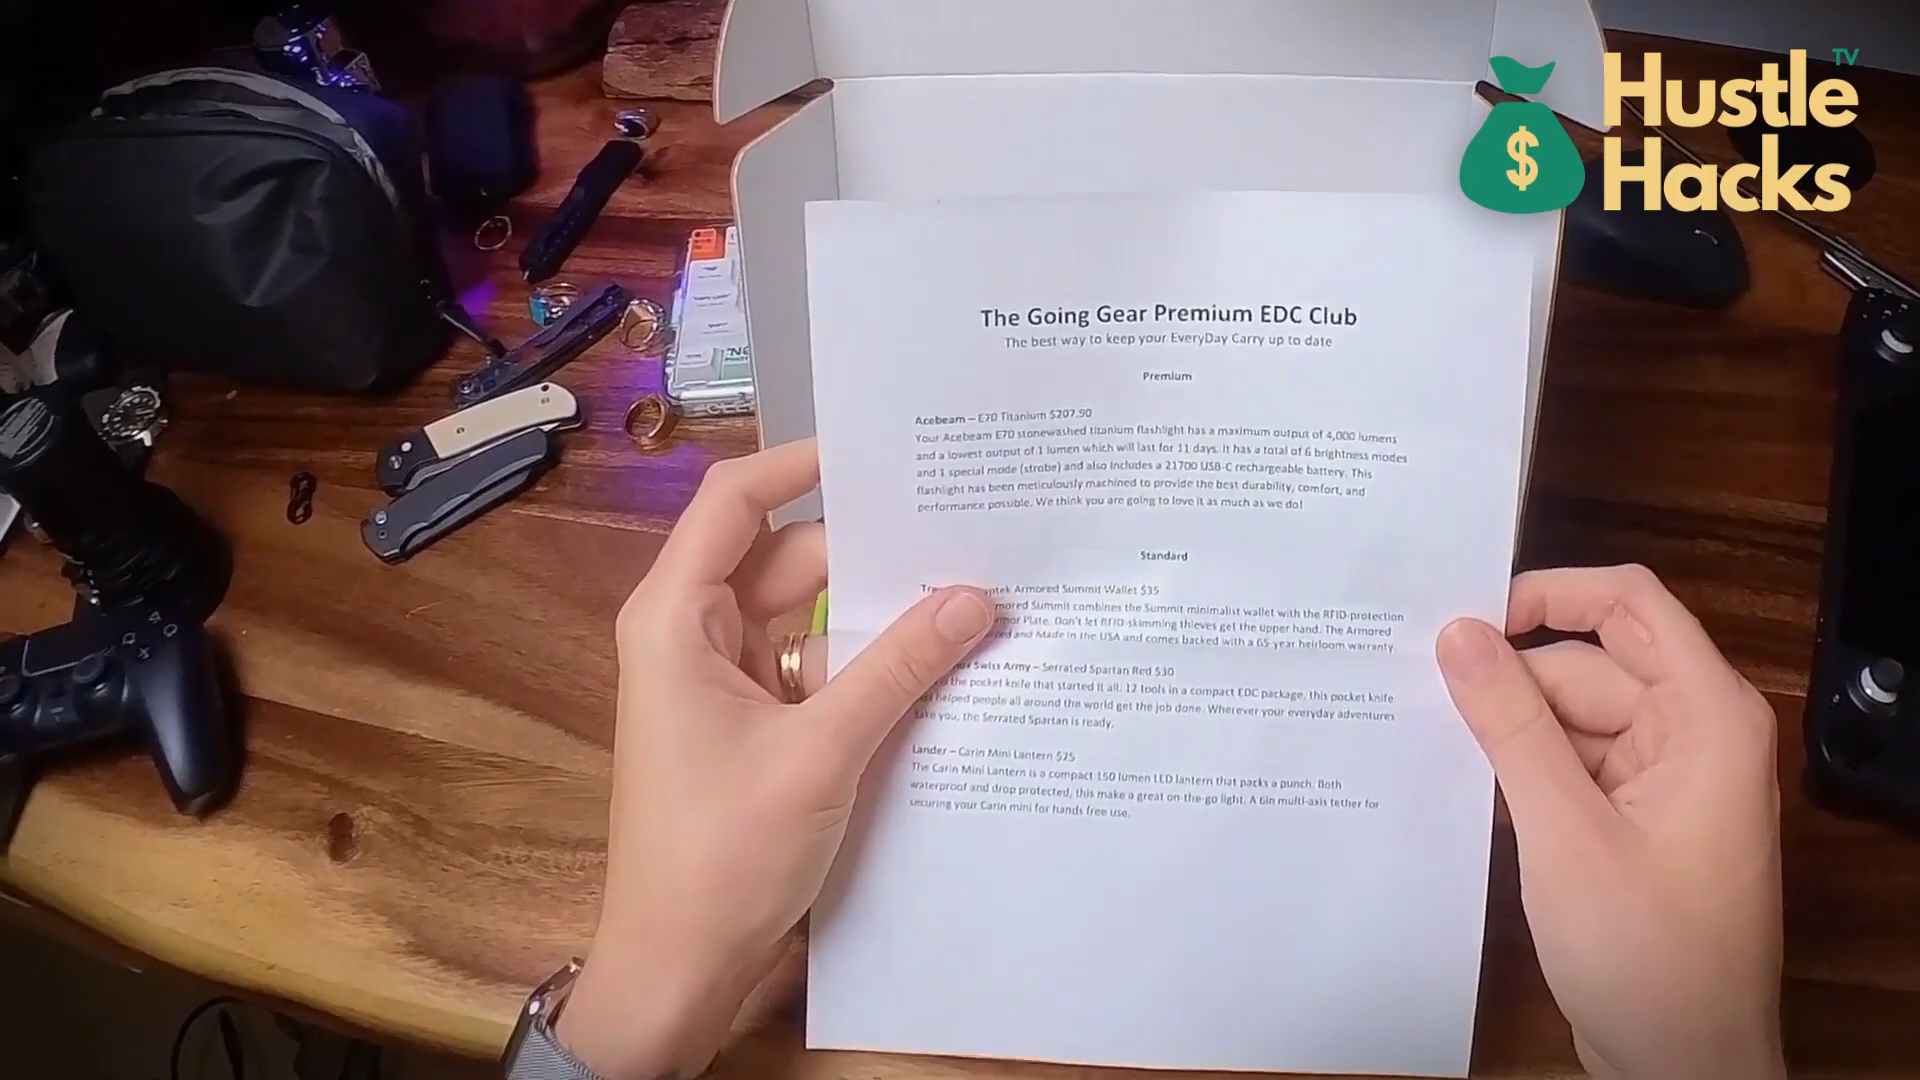 TV
Hustle
Hacks
$
The Going Gear Premium EDC Club
The best way to keep your EveryDay Carry up to date
Premium
Acebeam – E70 Titanium $207.90
Your Acebeam E70 stonewashed titanium flashlight has a maximum output of 4,000 lumens
and a lowest output of 1 lumen which will last for 11 days. It has a total of 6 brightness modes
and 1 special mode (strobe) and also includes a 21700 USB-C rechargeable battery. This
flashlight has been meticulously machined to provide the best durability, comfort, and
performance possible. We think you are going to love it as much as we do!
Standard
Armored Summit Wallet $35
Summit combines the Summit minimalist wallet with the RFID-protection
Plate. Don't let RFID-skimming thieves get the upper hand. The Armored
and Made in the USA and comes backed with a 65-year heirloom warranty.
Swiss Army – Serrated Spartan Red $30
the pocket knife that started it all. 12 tools in a compact EDC package, this pocket knife
helped people all around the world get the job done. Wherever your everyday adventures
take you, the Serrated Spartan is ready.
Lander – Carin Mini Lantern $25
The Carin Mini Lantern is a compact 150 lumen LED lantern that packs a punch. Both
waterproof and drop protected, this make a great on-the-go light. A 6in multi-axis tether for
securing your Carin mini for hands free use.